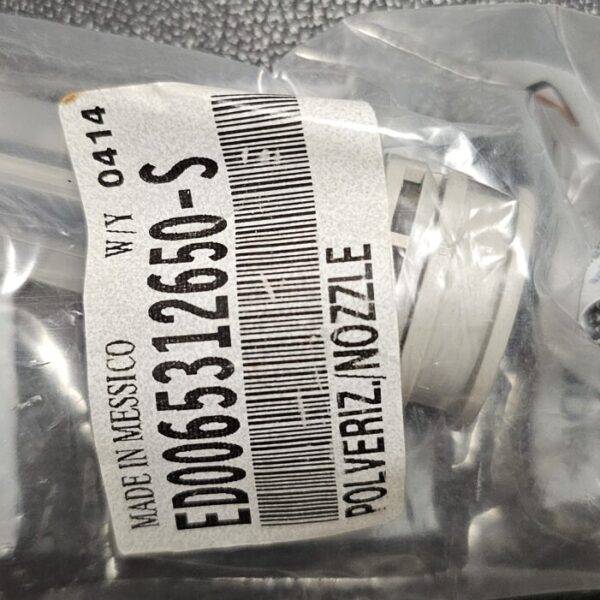 MADE IN MESSICO W/Y 0414
ED0065312650-S
POLVERIZ./NOZZLE